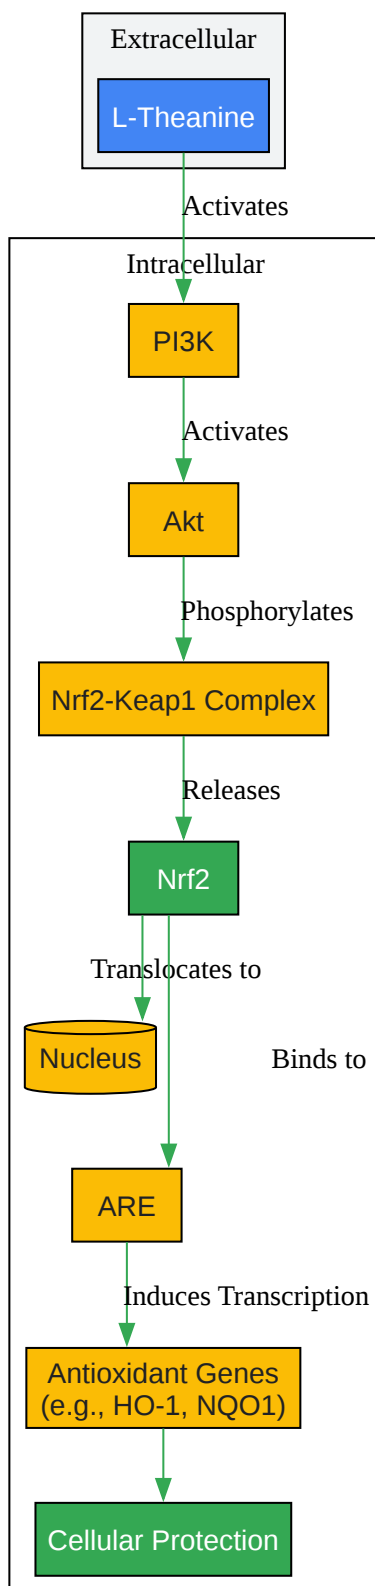 Extracellular
L-Theanine
Activates
Intracellular
PI3K
Activates
Akt
Phosphorylates
Nrf2-Keap1 Complex
Releases
Nrf2
Translocates to
Nucleus
Binds to
ARE
Induces Transcription
Antioxidant Genes
(e.g., HO-1, NQO1)
Cellular Protection